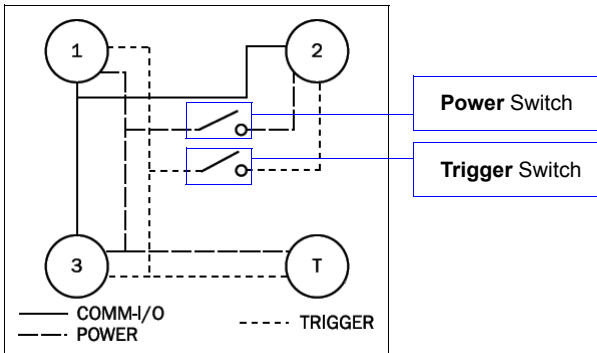 1
2
Power Switch
Trigger Switch
3
T
COMM-I/O
POWER
TRIGGER